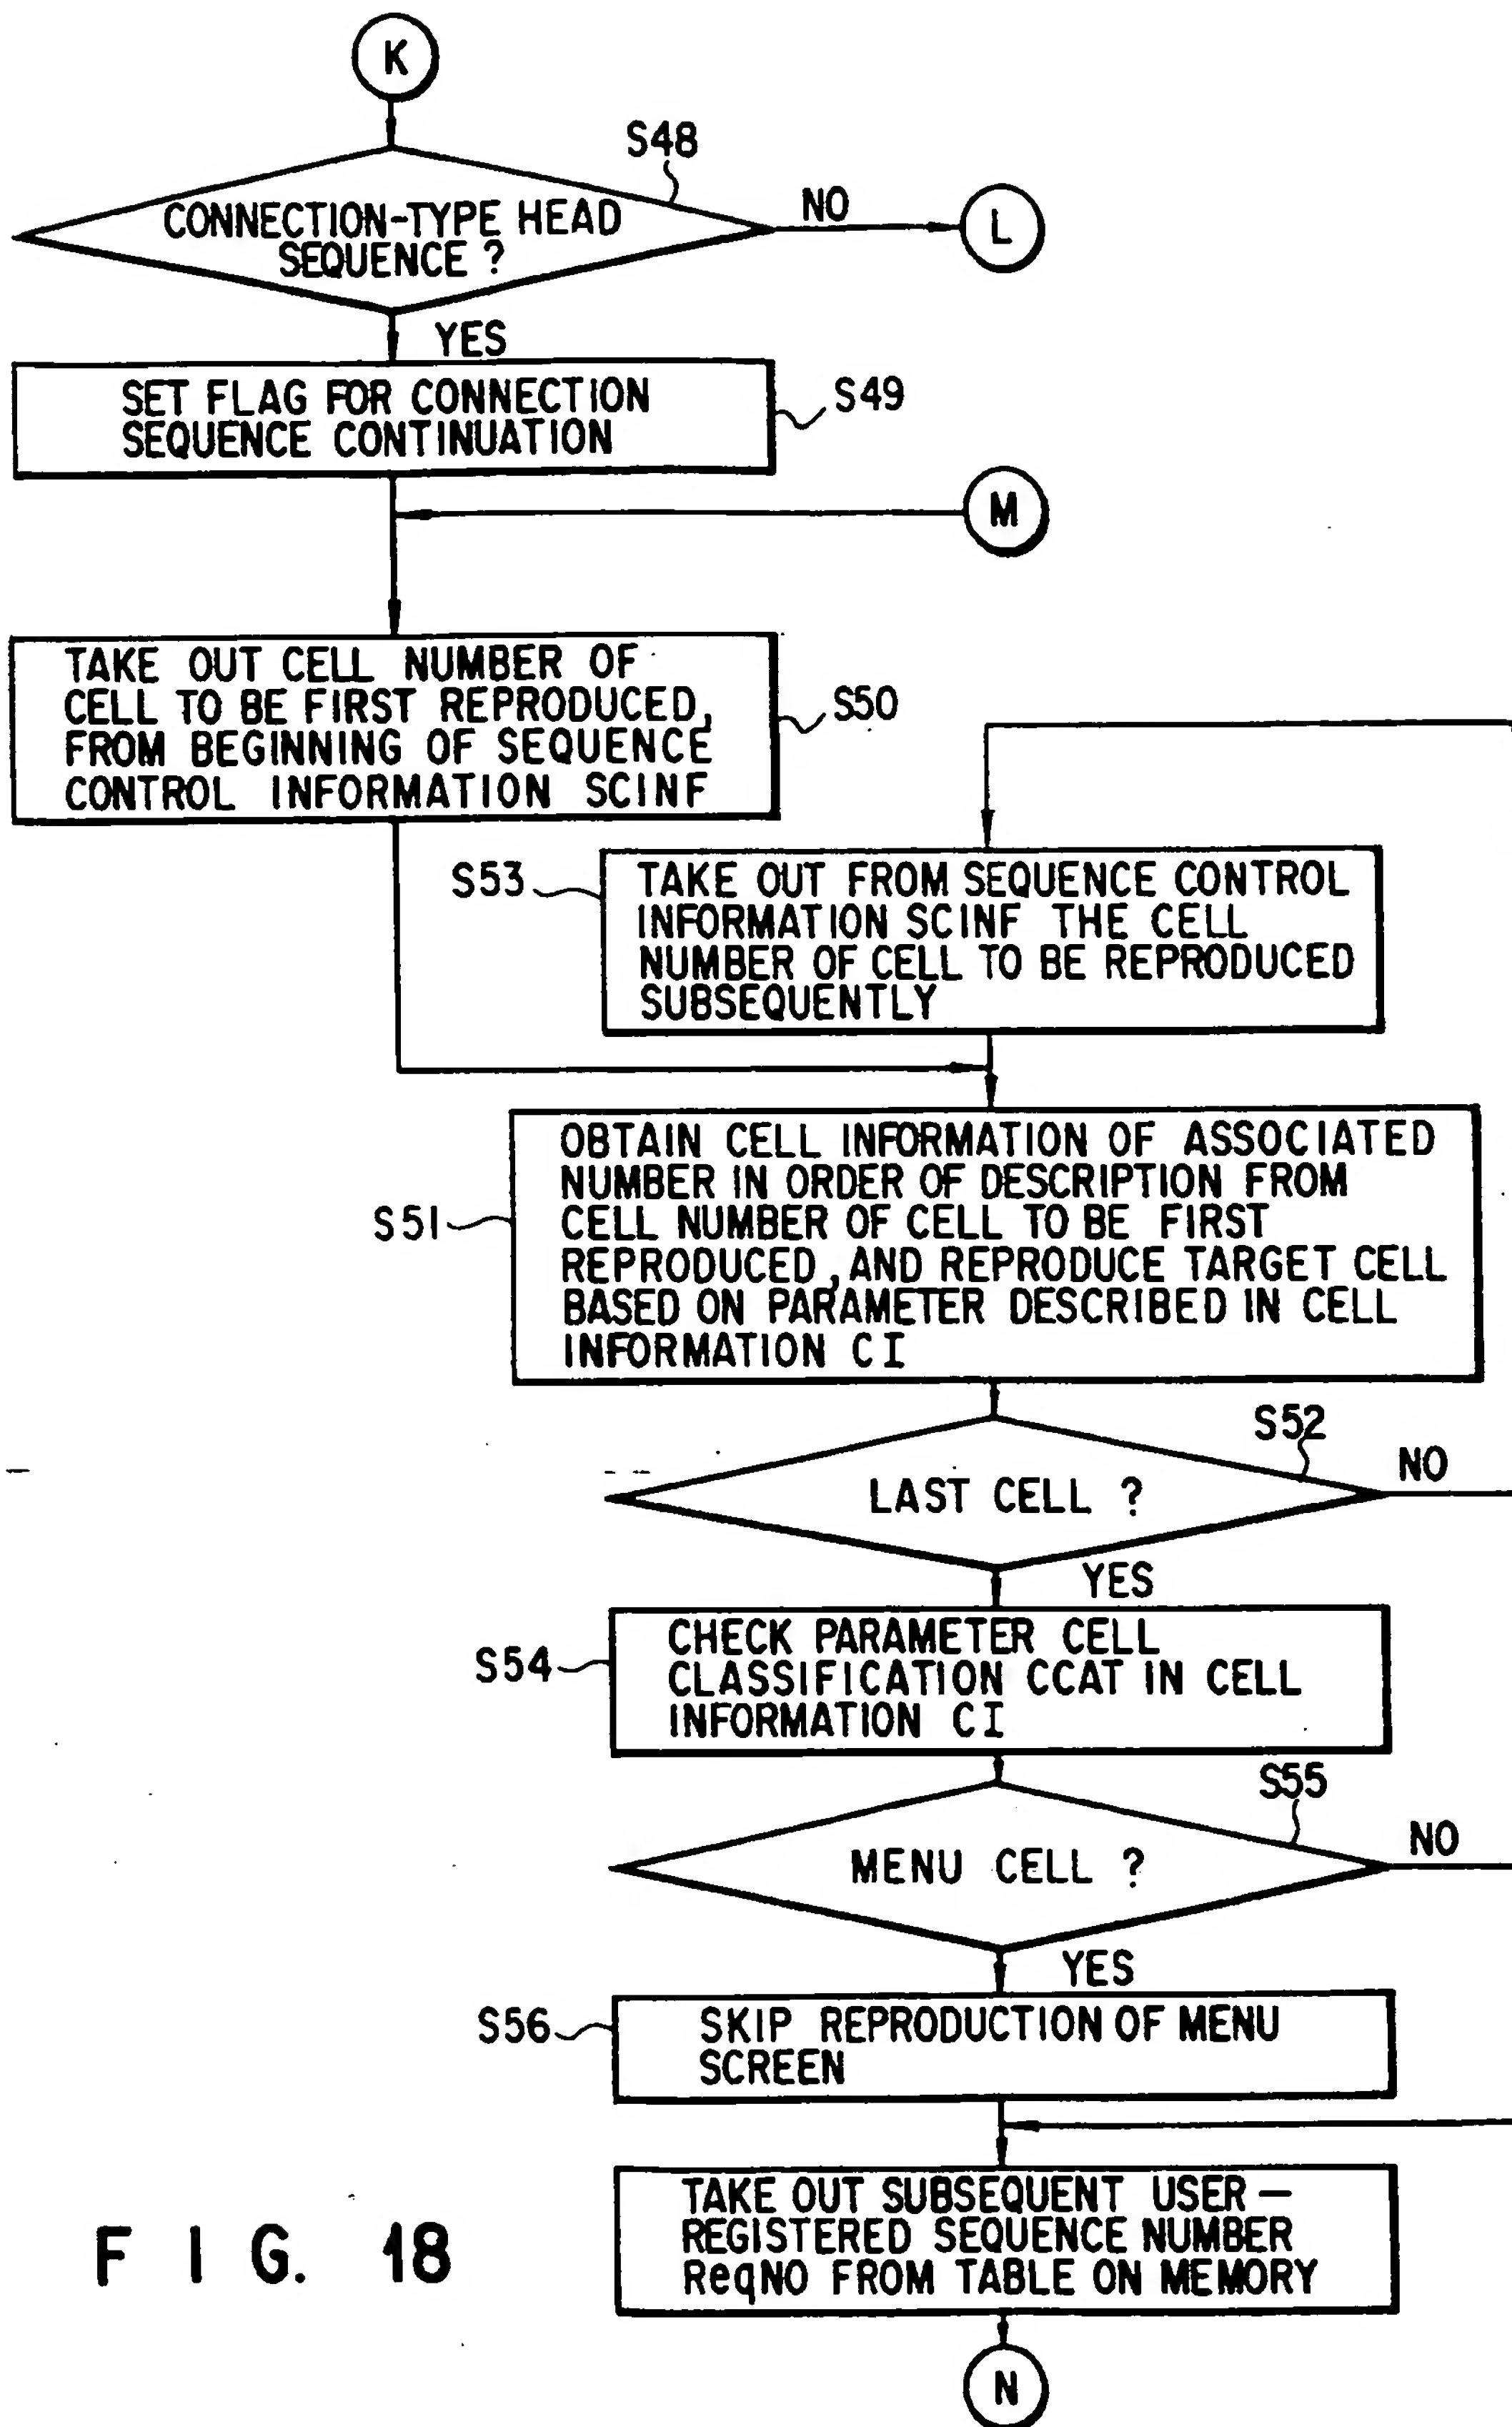 K
S48
CONNECTION-TYPE HEAD
SEQUENCE ?
NO
L
YES
SET FLAG FOR CONNECTION
SEQUENCE CONTINUATION
S49
M
TAKE OUT CELL NUMBER OF
CELL TO BE FIRST REPRODUCED,
FROM BEGINNING OF SEQUENCE
CONTROL INFORMATION SCINF
S50
S53
TAKE OUT FROM SEQUENCE CONTROL
INFORMATION SCINF THE CELL
NUMBER OF CELL TO BE REPRODUCED
SUBSEQUENTLY
S51
OBTAIN CELL INFORMATION OF ASSOCIATED
NUMBER IN ORDER OF DESCRIPTION FROM
CELL NUMBER OF CELL TO BE FIRST
REPRODUCED, AND REPRODUCE TARGET CELL
BASED ON PARAMETER DESCRIBED IN CELL
INFORMATION CI
S52
LAST CELL ?
NO
YES
S54
CHECK PARAMETER CELL
CLASSIFICATION CCAT IN CELL
INFORMATION CI
S55
MENU CELL ?
NO
YES
S56
SKIP REPRODUCTION OF MENU
SCREEN
TAKE OUT SUBSEQUENT USER-
REGISTERED SEQUENCE NUMBER
ReqNO FROM TABLE ON MEMORY
N
FIG. 18